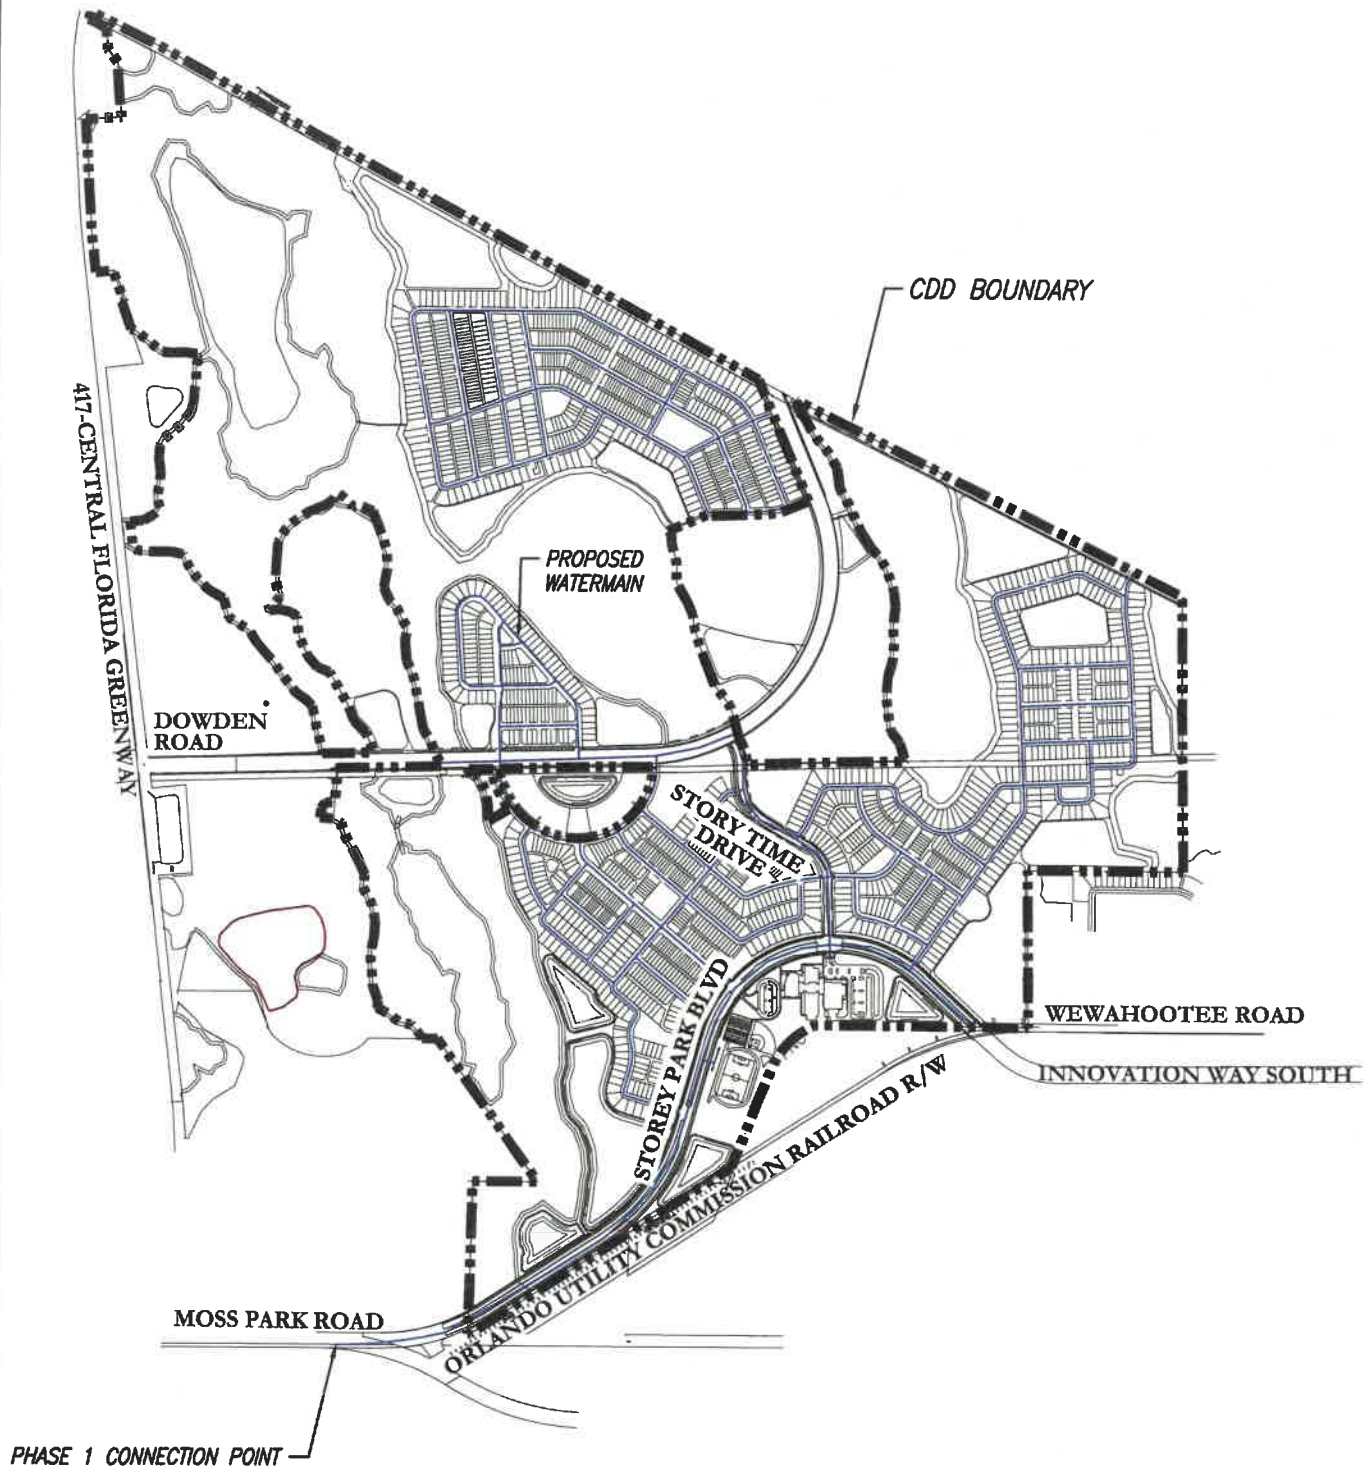 CDD BOUNDARY
417-CENTRAL FLORIDA GREENWAY
PROPOSED
WATERMAIN
DOWDEN
ROAD
STORY TIME
DRIVE
STOREY PARK BLVD
WEWAHOOTEE ROAD
INNOVATION WAY SOUTH
ORLANDO UTILITY COMMISSION RAILROAD R/W
MOSS PARK ROAD
PHASE 1 CONNECTION POINT